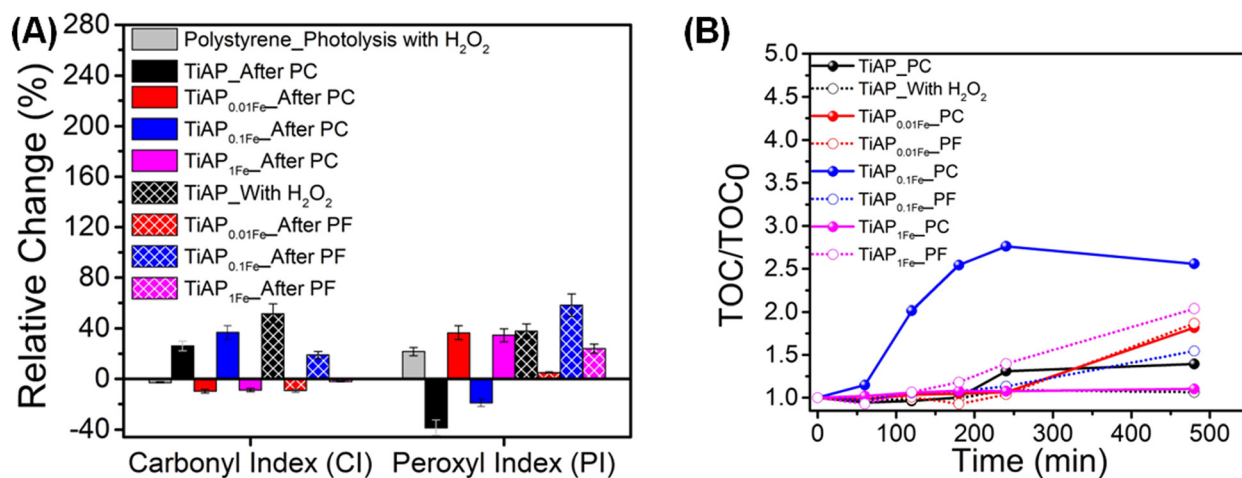 (A)
Relative Change (%)
280
240
200
160
120
80
40
0
-40
Polystyrene_Photolysis with H₂O₂
TiAP_After PC
TiAP₀.₀₁Fe_After PC
TiAP₀.₁Fe_After PC
TiAP₁Fe_After PC
TiAP_With H₂O₂
TiAP₀.₀₁Fe_After PF
TiAP₀.₁Fe_After PF
TiAP₁Fe_After PF
Carbonyl Index (CI) Peroxyl Index (PI)
(B)
TOC/TOC₀
5.0
4.5
4.0
3.5
3.0
2.5
2.0
1.5
1.0
TiAP_PC
TiAP_With H₂O₂
TiAP₀.₀₁Fe_PC
TiAP₀.₀₁Fe_PF
TiAP₀.₁Fe_PC
TiAP₀.₁Fe_PF
TiAP₁Fe_PC
TiAP₁Fe_PF
0 100 200 300 400 500
Time (min)